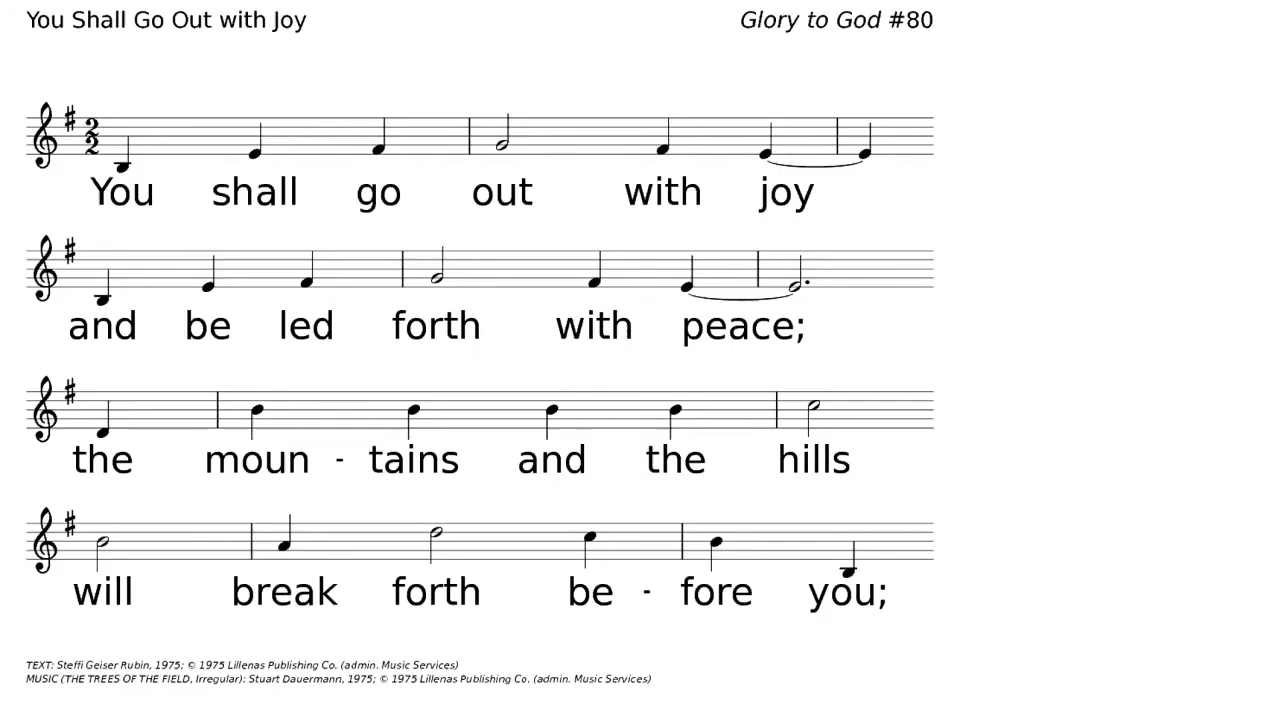 You Shall Go Out with Joy
Glory to God #80
2
2
You shall go out with joy
and be led forth with peace;
the moun - tains and the hills
will break forth be - fore you;
TEXT: Steffi Geiser Rubin, 1975; © 1975 Lillenas Publishing Co. (admin. Music Services)
MUSIC (THE TREES OF THE FIELD, Irregular): Stuart Dauermann, 1975; © 1975 Lillenas Publishing Co. (admin. Music Services)